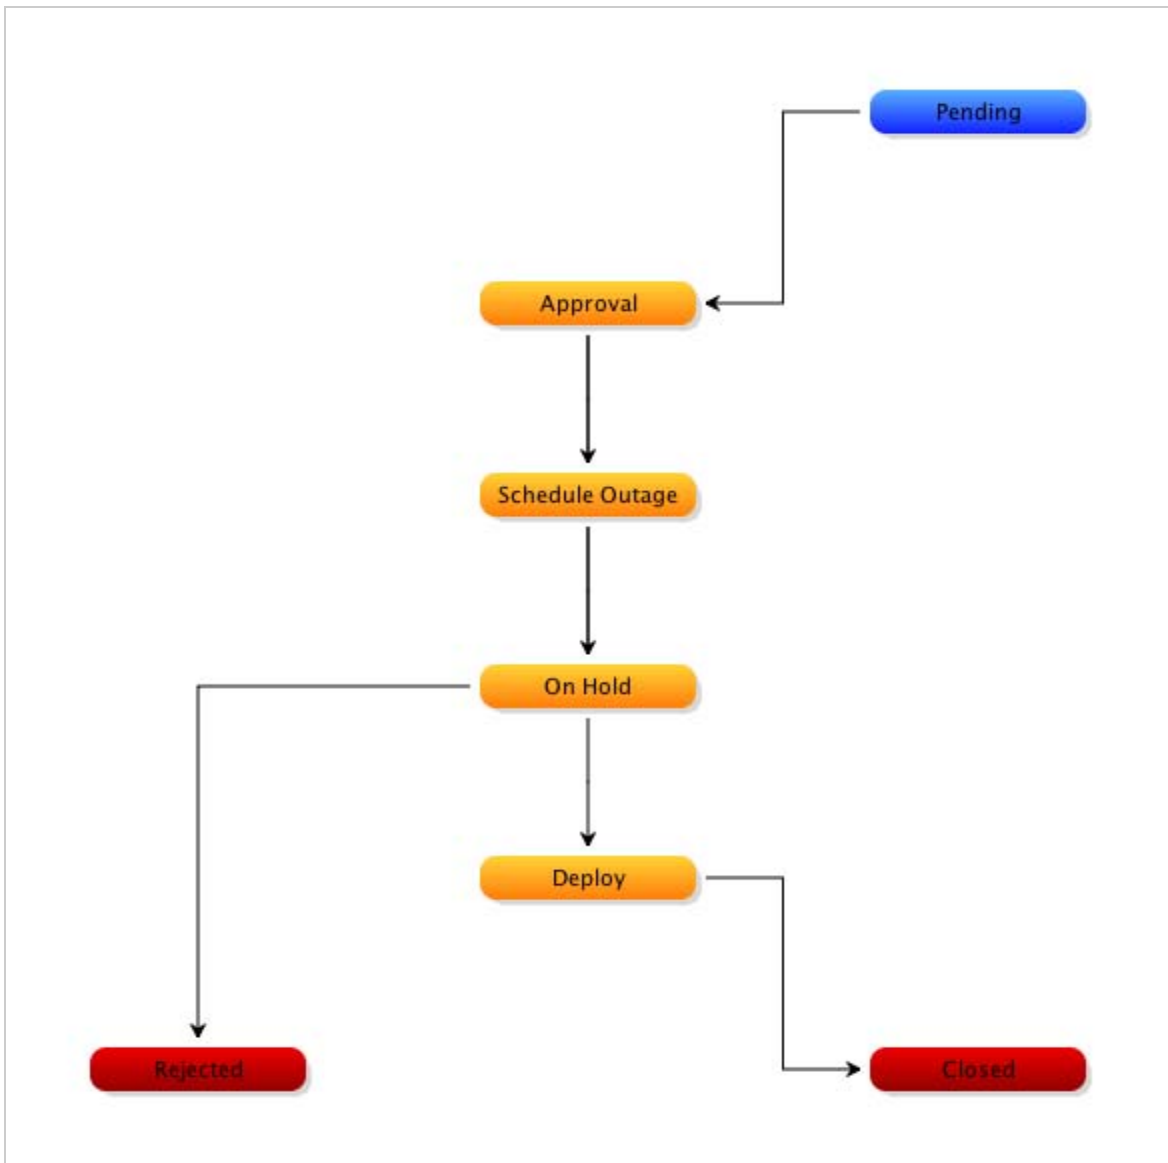 Pending
Approval
Schedule Outage
On Hold
Deploy
Rejected
Closed